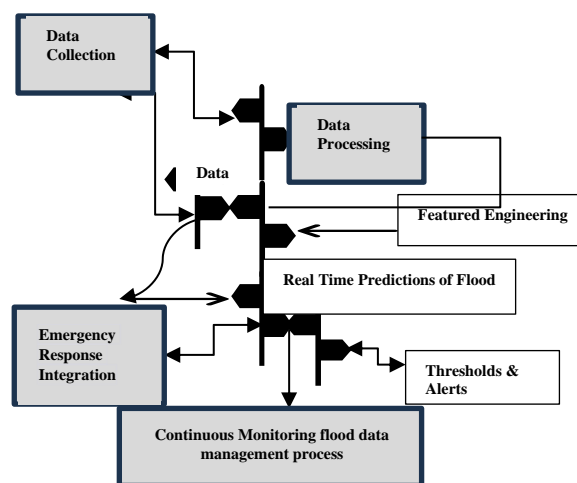 Data
Collection
Data
Processing
Data
Featured Engineering
Real Time Predictions of Flood
Emergency
Response
Integration
Thresholds &
Alerts
Continuous Monitoring flood data
management process